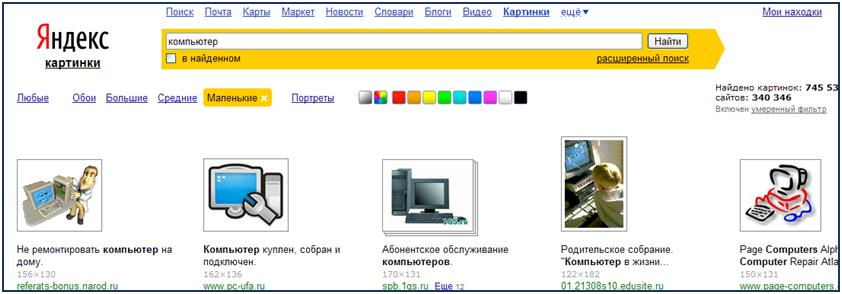 Поиск Почта Карты Маркет Новости Словари Блоги Видео Картинки ещё▼ Мои находки
Яндекс
картинки
компьютер Найти
в найденном расширенный поиск
Найдено картинок: 745 53
сайтов: 340 346
Включен умеренный фильтр
Любые Обои Большие Средние Маленькие × Портреты
Не ремонтировать компьютер на
дому.
156×130
referats-bonus.narod.ru
Компьютер куплен, собран и
подключен.
162×136
www.pc-ufa.ru
1GS.ru
Абонентское обслуживание
компьютеров.
170×131
spb.1gs.ru Еще 12
Родительское собрание.
"Компьютер в жизни...
122×182
01.21308s10.edusite.ru
Page Computers Alph
Computer Repair Atla
150×131
www.page-computers.